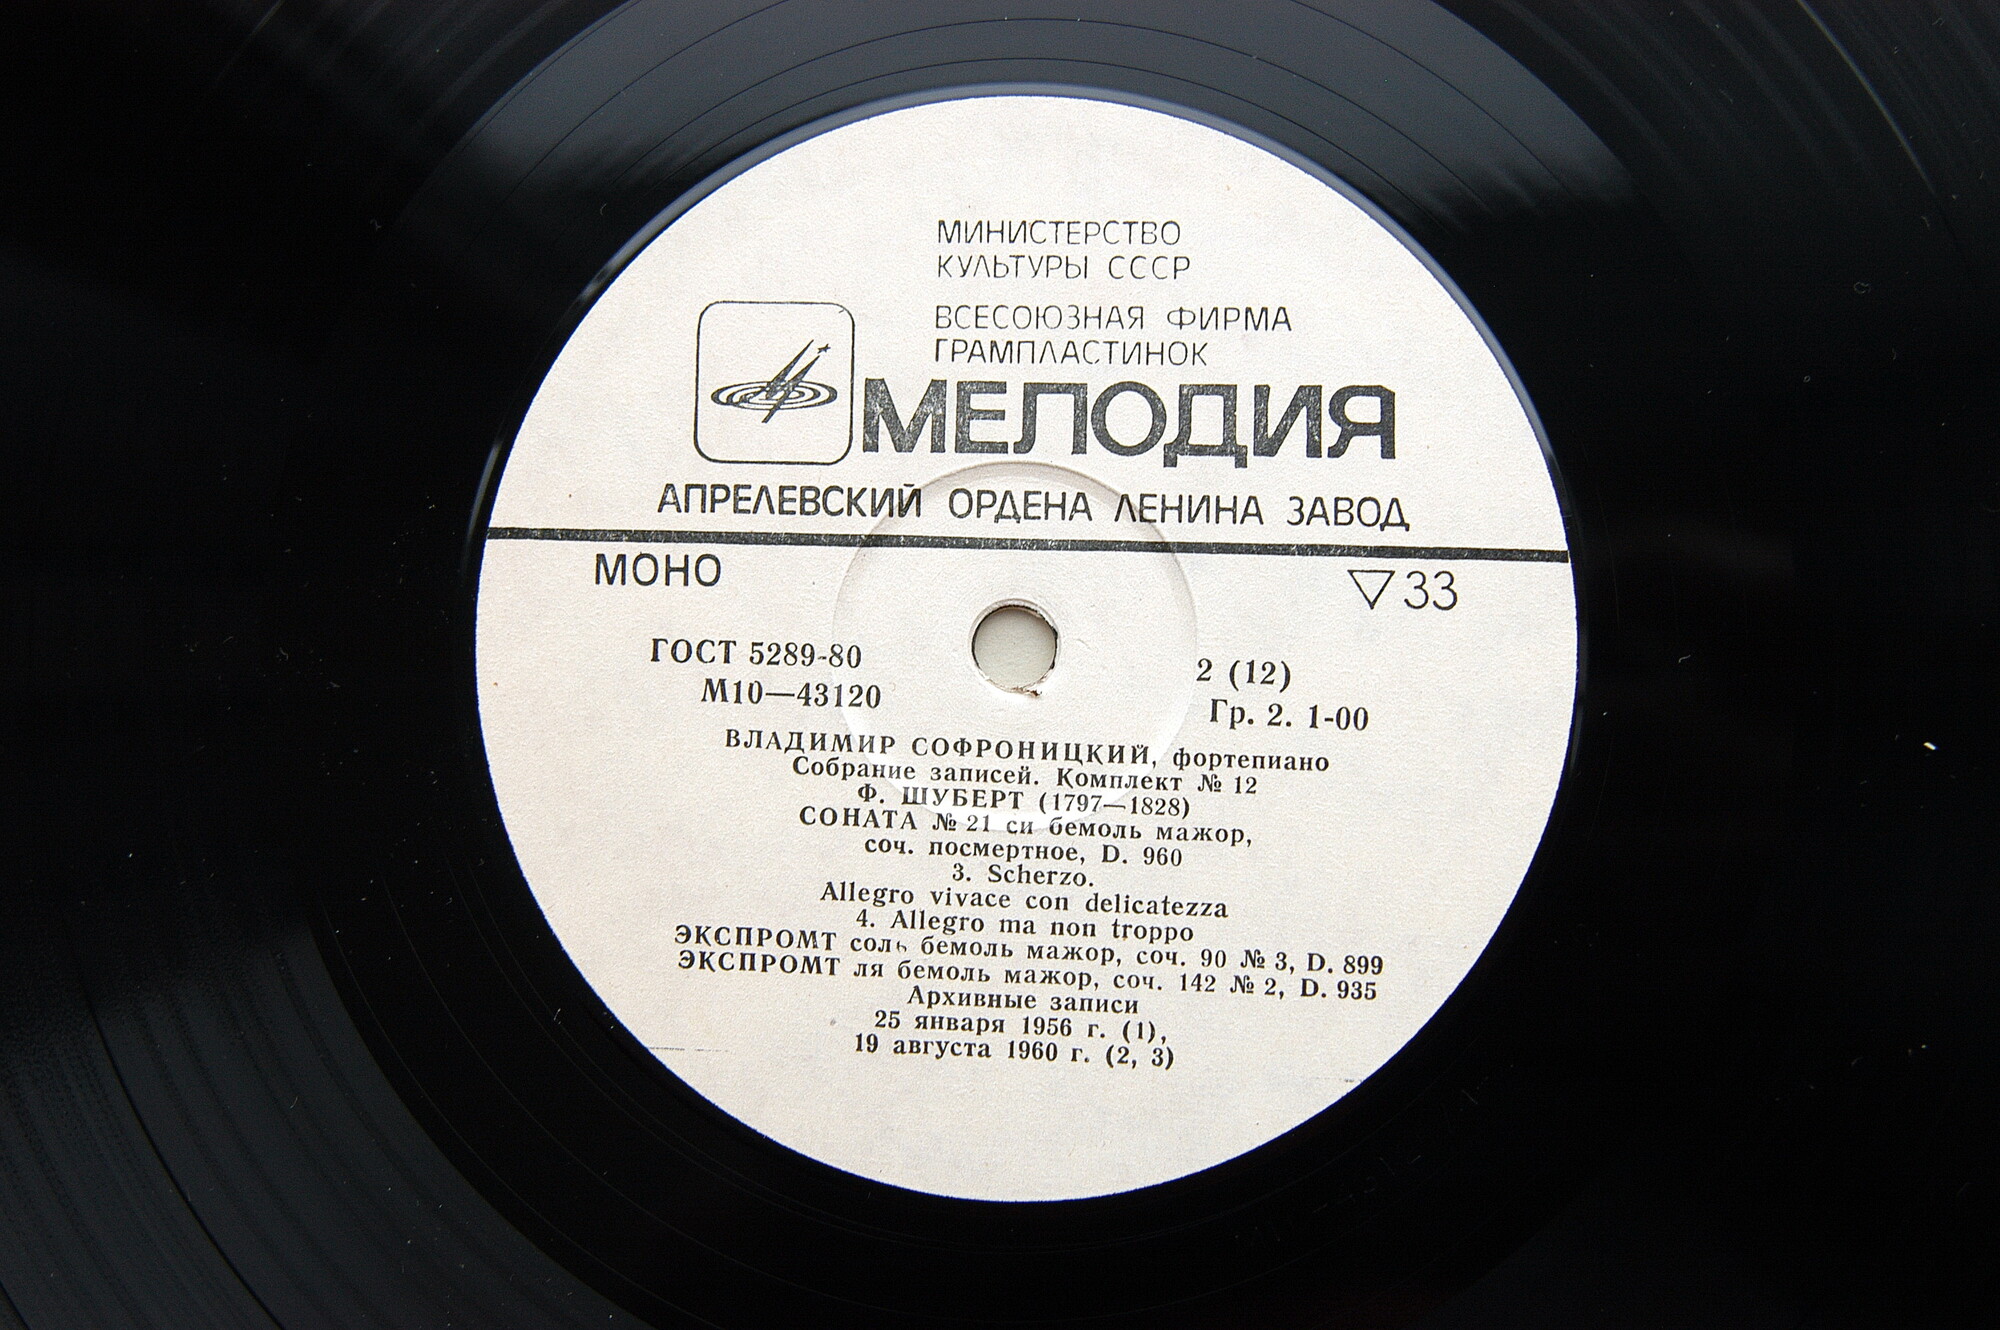 МИНИСТЕРСТВО
КУЛЬТУРЫ СССР
ВСЕСОЮЗНАЯ ФИРМА
ГРАМПЛАСТИНОК
МЕЛОДИЯ
АПРЕЛЕВСКИЙ ОРДЕНА ЛЕНИНА ЗАВОД
МОНО
▽33
ГОСТ 5289-80
2 (12)
М10—43120
Гр. 2. 1-00
ВЛАДИМИР СОФРОНИЦКИЙ, фортепиано
Собрание записей. Комплект № 12
Ф. ШУБЕРТ (1797—1828)
СОНАТА № 21 си бемоль мажор,
соч. посмертное, D. 960
3. Scherzo.
Allegro vivace con delicatezza
4. Allegro ma non troppo
ЭКСПРОМТ соль бемоль мажор, соч. 90 № 3, D. 899
ЭКСПРОМТ ля бемоль мажор, соч. 142 № 2, D. 935
Архивные записи
25 января 1956 г. (1),
19 августа 1960 г. (2, 3)